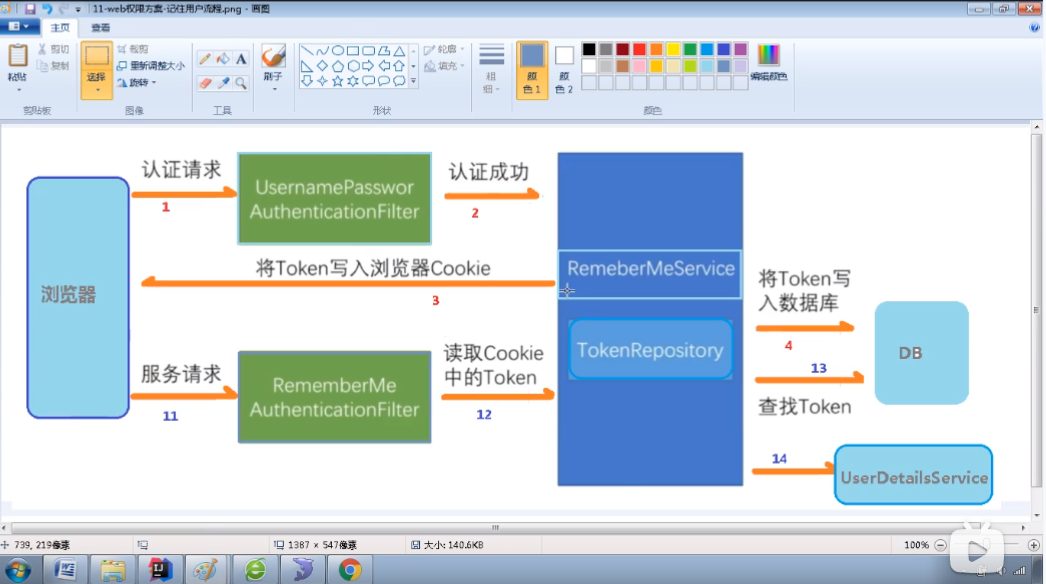 11-web权限方案-记住用户流程.png - 画图
主页
查看
粘贴
剪切
复制
剪贴板
选择
裁剪
重新调整大小
旋转
图像
A
工具
刷子
轮廓
填充
形状
粗
细
颜
色 1
颜
色 2
颜色
编辑颜色
认证请求
1
UsernamePasswor
AuthenticationFilter
认证成功
2
浏览器
将Token写入浏览器Cookie
3
RemeberMeService
TokenRepository
将Token写
入数据库
4
DB
服务请求
11
RememberMe
AuthenticationFilter
读取Cookie
中的Token
12
13
查找Token
14
UserDetailsService
739, 219像素
1387 × 547像素
大小: 140.6KB
100%